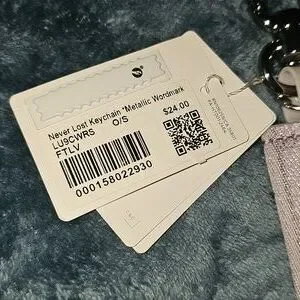 Never Lost Keychain *Metallic Wordmark
LU9CWRS O/S $24.00
FTLV
000158022930